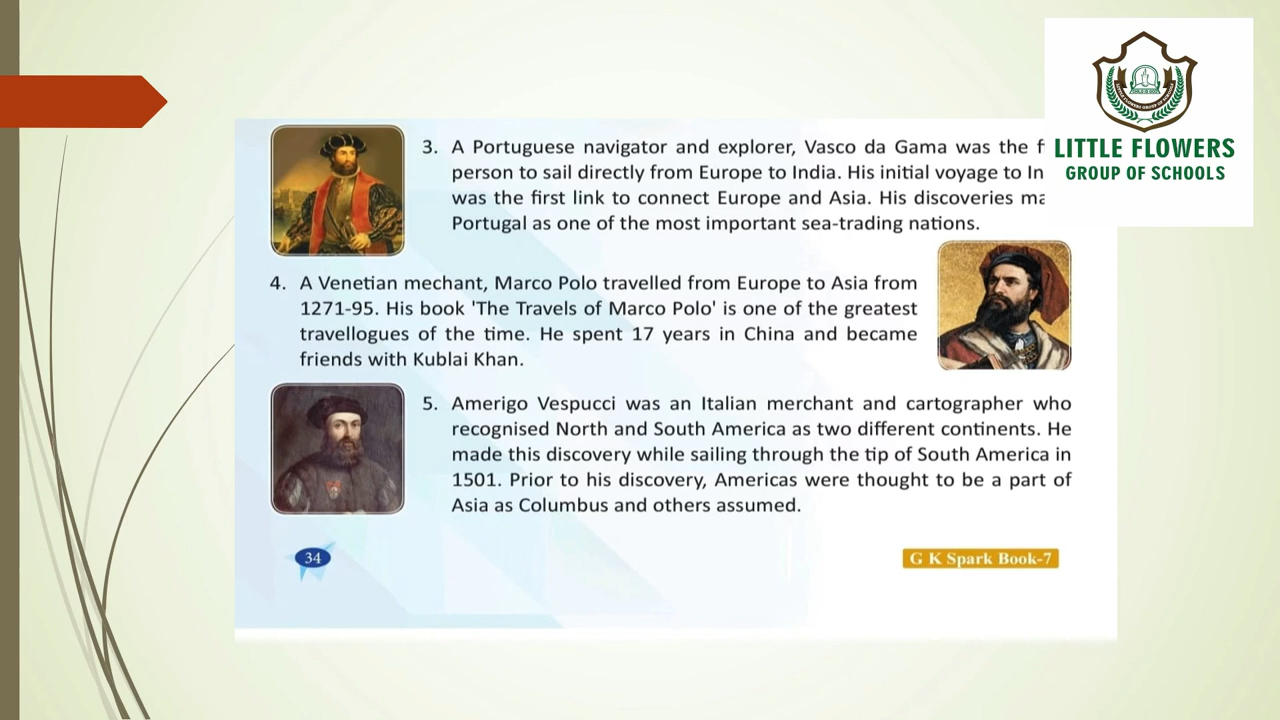 LITTLE FLOWERS
GROUP OF SCHOOLS
3. A Portuguese navigator and explorer, Vasco da Gama was the
person to sail directly from Europe to India. His initial voyage to
was the first link to connect Europe and Asia. His discoveries
Portugal as one of the most important sea-trading nations.
4. A Venetian mechant, Marco Polo travelled from Europe to Asia from
1271-95. His book 'The Travels of Marco Polo' is one of the greatest
travellogues of the time. He spent 17 years in China and became
friends with Kublai Khan.
5. Amerigo Vespucci was an Italian merchant and cartographer who
recognised North and South America as two different continents. He
made this discovery while sailing through the tip of South America in
1501. Prior to his discovery, Americas were thought to be a part of
Asia as Columbus and others assumed.
34
G K Spark Book-7